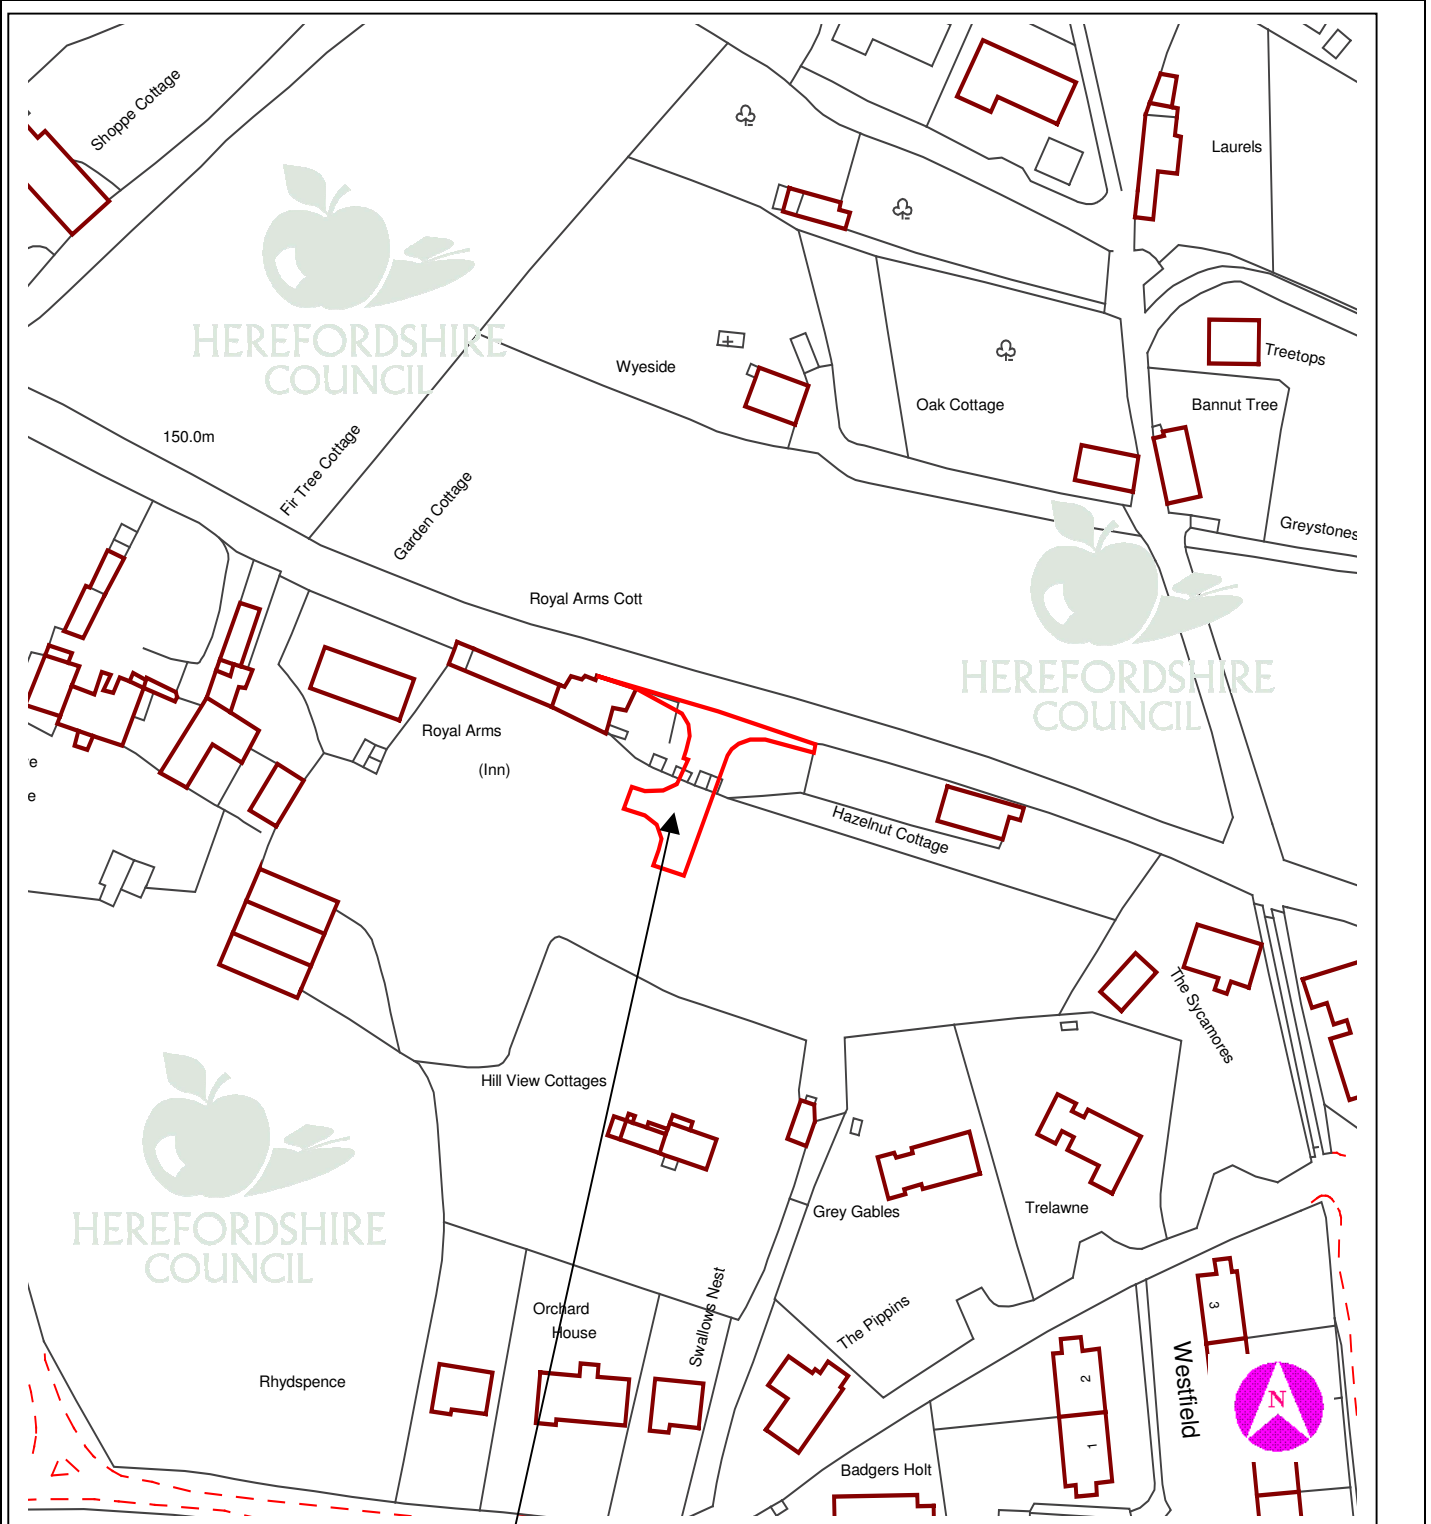 Shoppe Cottage
Laurels
HEREFORDSHIRE
COUNCIL
Treetops
Wyeside
Oak Cottage
Bannut Tree
150.0m
Fir Tree Cottage
Garden Cottage
Greystones
Royal Arms Cott
HEREFORDSHIRE
COUNCIL
Royal Arms
(Inn)
e
e
Hazelnut Cottage
The Sycamores
Hill View Cottages
HEREFORDSHIRE
COUNCIL
Grey Gables
Trelawne
Orchard
House
Swallows Nest
The Pippins
3
Westfield
Rhydspence
2
N
1
Badgers Holt